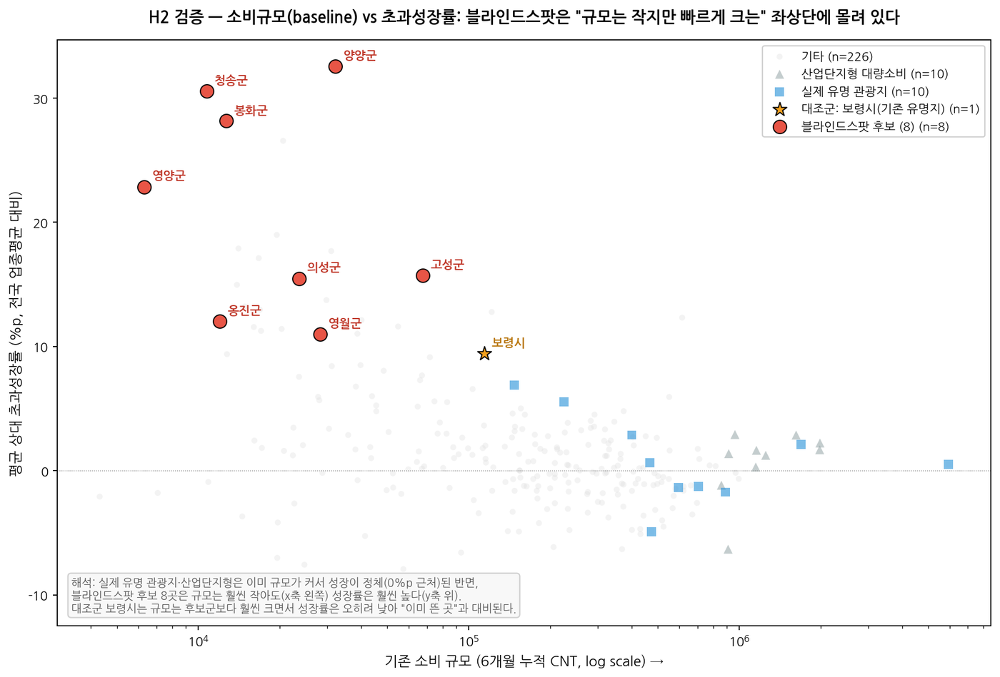 H2 검증 — 소비규모(baseline) vs 초과성장률: 블라인드스팟은 "규모는 작지만 빠르게 크는" 좌상단에 몰려 있다
기타 (n=226)
산업단지형 대량소비 (n=10)
실제 유명 관광지 (n=10)
대조군: 보령시(기존 유명지) (n=1)
블라인드스팟 후보 (8) (n=8)
양양군
청송군
봉화군
영양군
의성군
고성군
옹진군
영월군
보령시
평균 상대 초과성장률 (%p, 전국 업종평균 대비)
30
20
10
0
-10
해석: 실제 유명 관광지·산업단지형은 이미 규모가 커서 성장이 정체(0%p 근처)된 반면,
블라인드스팟 후보 8곳은 규모는 훨씬 작아도(x축 왼쪽) 성장률은 훨씬 높다(y축 위).
대조군 보령시는 규모는 후보군보다 훨씬 크면서 성장률은 오히려 낮아 "이미 뜬 곳"과 대비된다.
10⁴ 10⁵ 10⁶
기존 소비 규모 (6개월 누적 CNT, log scale) →